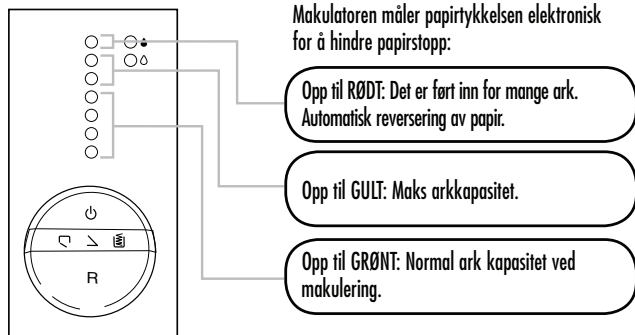 Makulatoren måler papirtykkelsen elektronisk
for å hindre papirstopp:
Opp til RØDT: Det er ført inn for mange ark.
Automatisk reversering av papir.
Opp til GULT: Maks arkkapasitet.
Opp til GRØNT: Normal ark kapasitet ved
makulering.
R